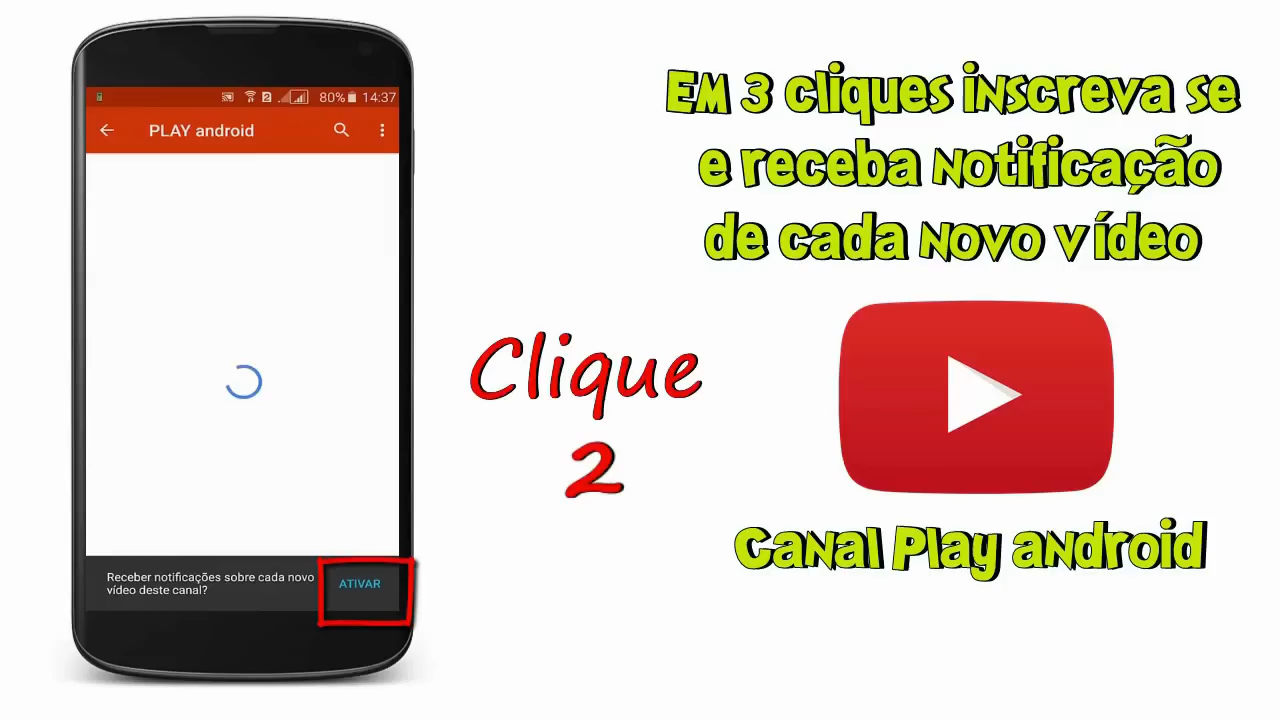 2 80% 14:37
PLAY android
Receber notificações sobre cada novo
vídeo deste canal?
ATIVAR
Clique
2
EM 3 cliques inscreva se
e receba notificação
de cada novo vídeo
Canal Play android